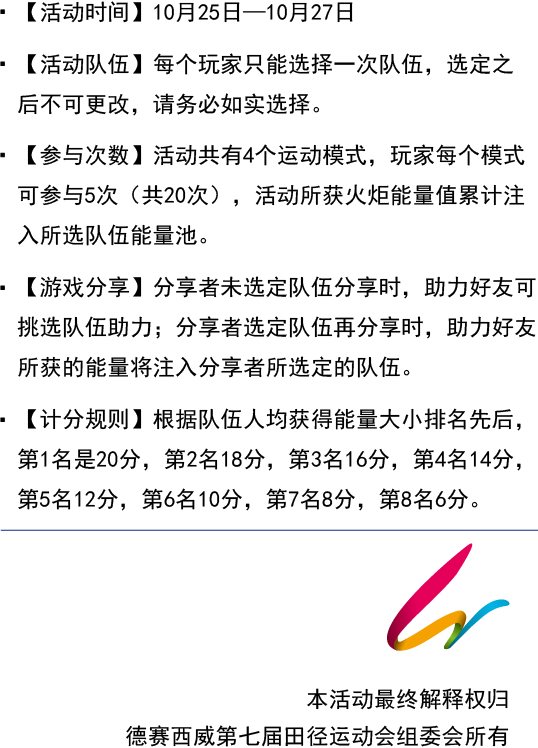 ▪ 【活动时间】10月25日—10月27日
▪ 【活动队伍】每个玩家只能选择一次队伍，选定之
后不可更改，请务必如实选择。
▪ 【参与次数】活动共有4个运动模式，玩家每个模式
可参与5次（共20次），活动所获火炬能量值累计注
入所选队伍能量池。
▪ 【游戏分享】分享者未选定队伍分享时，助力好友可
挑选队伍助力；分享者选定队伍再分享时，助力好友
所获的能量将注入分享者所选定的队伍。
▪ 【计分规则】根据队伍人均获得能量大小排名先后，
第1名是20分，第2名18分，第3名16分，第4名14分，
第5名12分，第6名10分，第7名8分，第8名6分。
本活动最终解释权归
德赛西威第七届田径运动会组委会所有